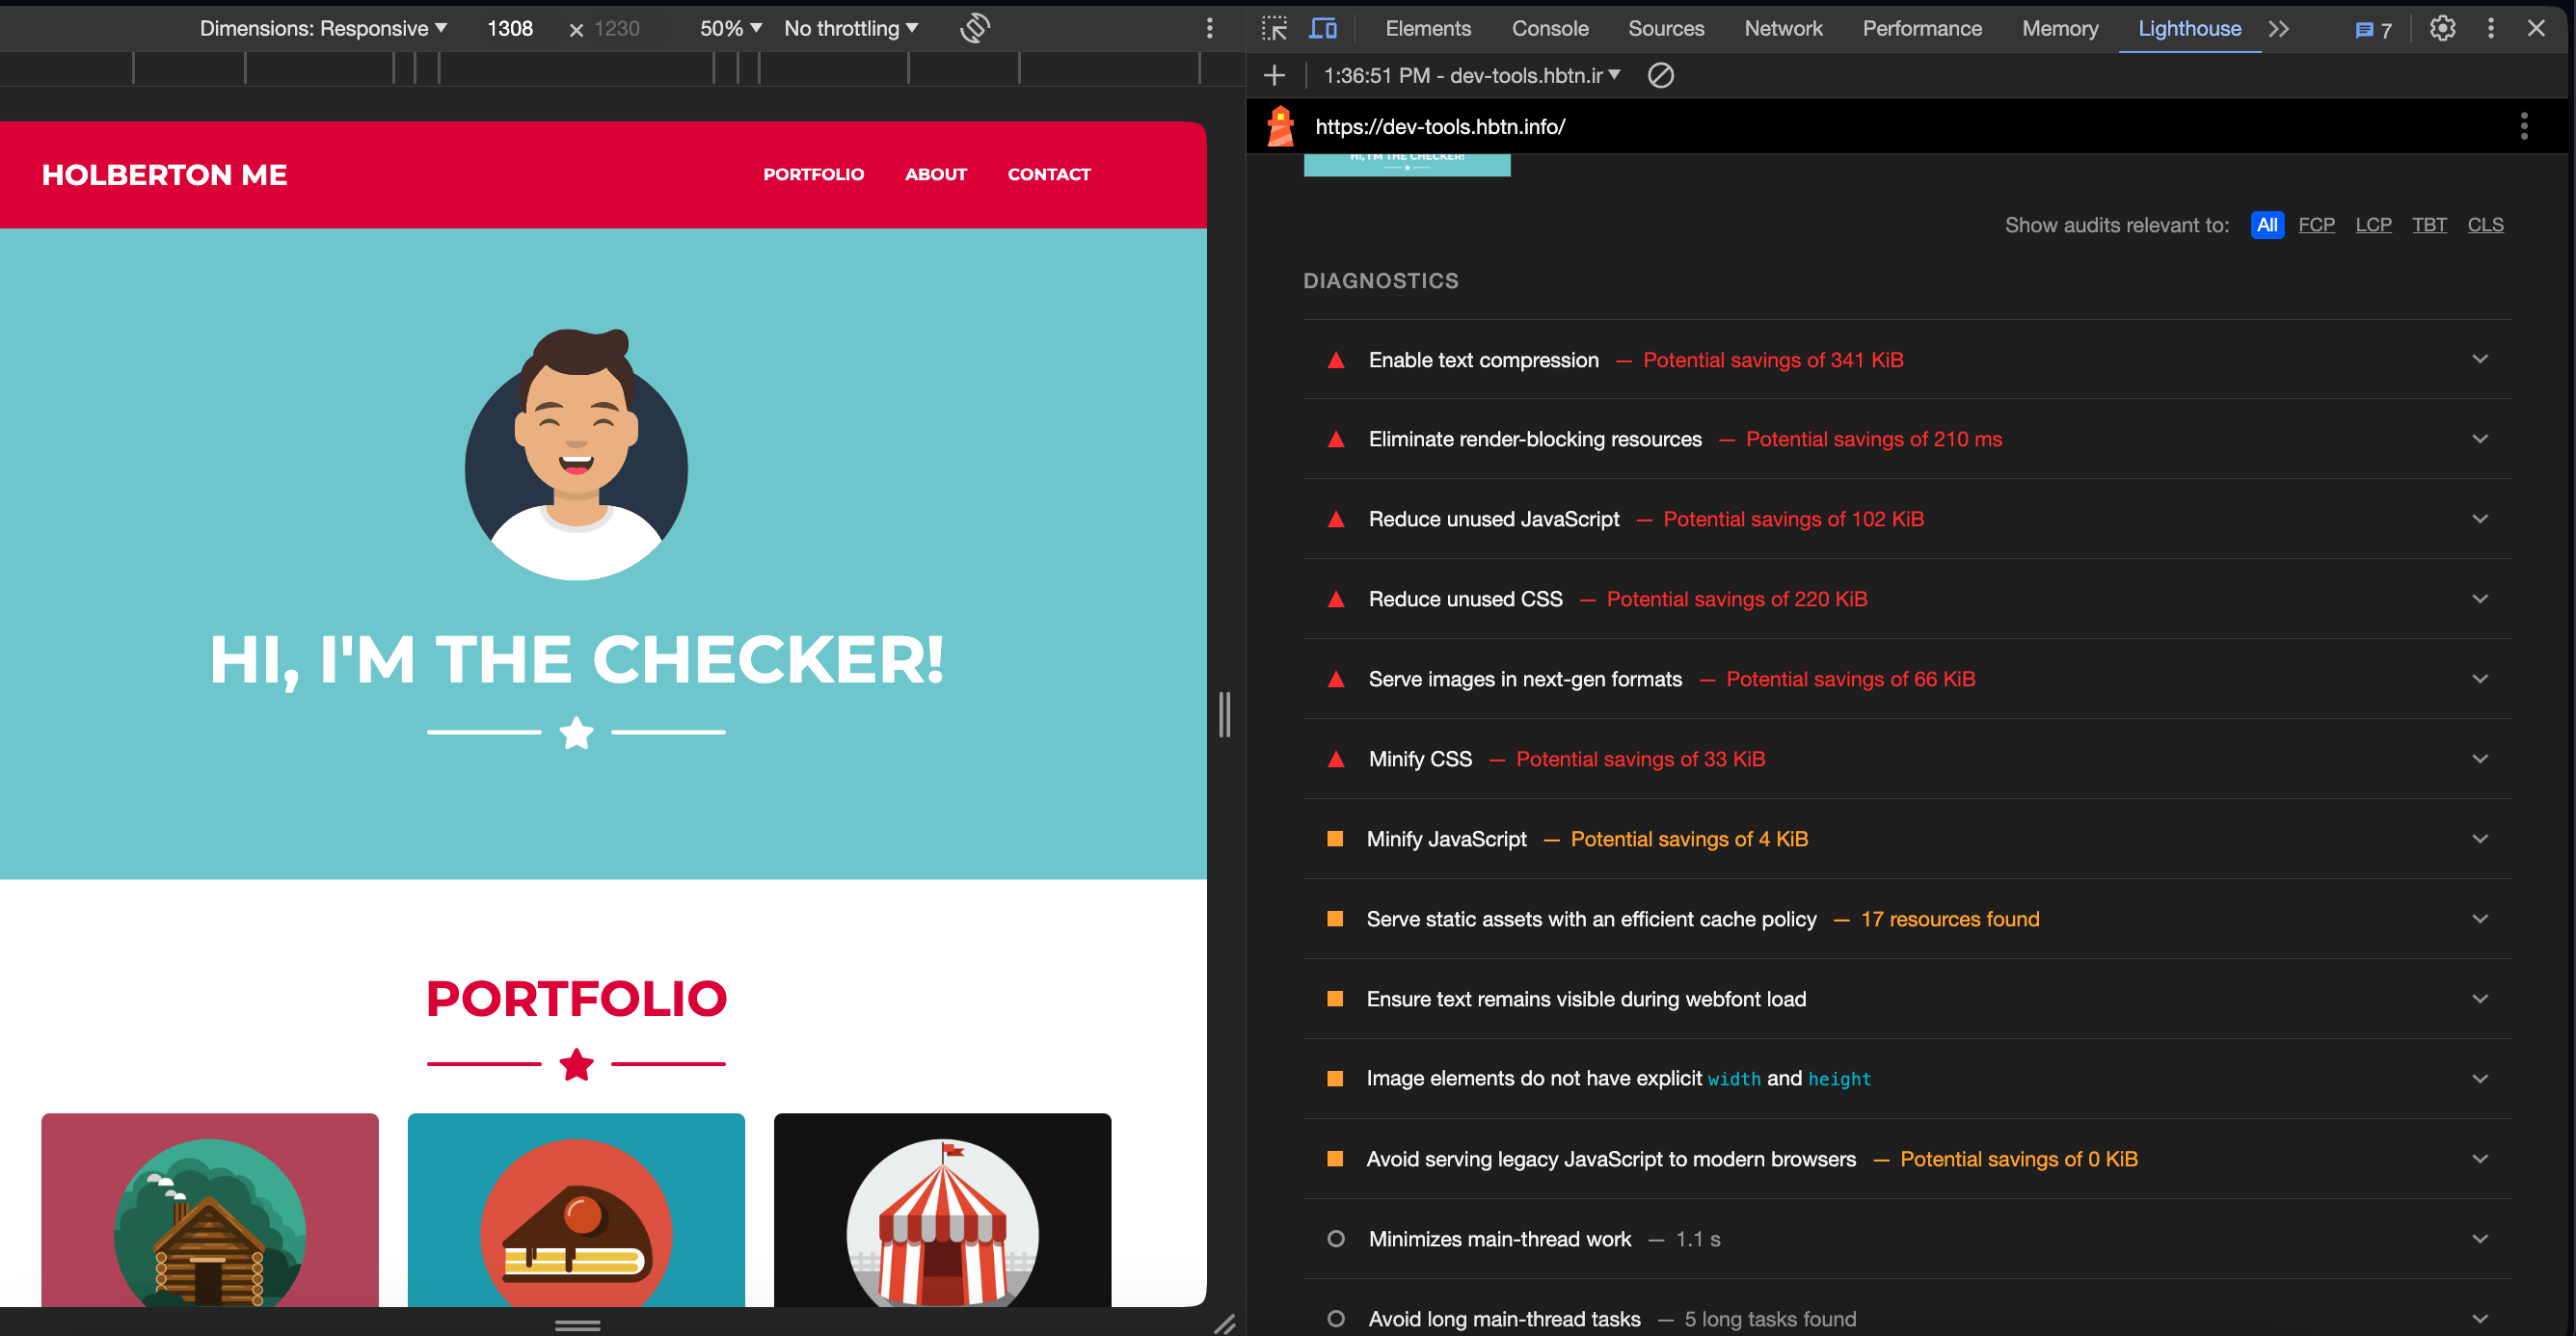 Dimensions: Responsive 1308 × 1230 50% No throttling
Elements Console Sources Network Performance Memory Lighthouse 7
1:36:51 PM - dev-tools.hbtn.ir
https://dev-tools.hbtn.info/
HOLBERTON ME
PORTFOLIO ABOUT CONTACT
HI, I'M THE CHECKER!
PORTFOLIO
HI, I'M THE CHECKER!
Show audits relevant to: All FCP LCP TBT CLS
DIAGNOSTICS
Enable text compression — Potential savings of 341 KiB
Eliminate render-blocking resources — Potential savings of 210 ms
Reduce unused JavaScript — Potential savings of 102 KiB
Reduce unused CSS — Potential savings of 220 KiB
Serve images in next-gen formats — Potential savings of 66 KiB
Minify CSS — Potential savings of 33 KiB
Minify JavaScript — Potential savings of 4 KiB
Serve static assets with an efficient cache policy — 17 resources found
Ensure text remains visible during webfont load
Image elements do not have explicit width and height
Avoid serving legacy JavaScript to modern browsers — Potential savings of 0 KiB
Minimizes main-thread work — 1.1 s
Avoid long main-thread tasks — 5 long tasks found